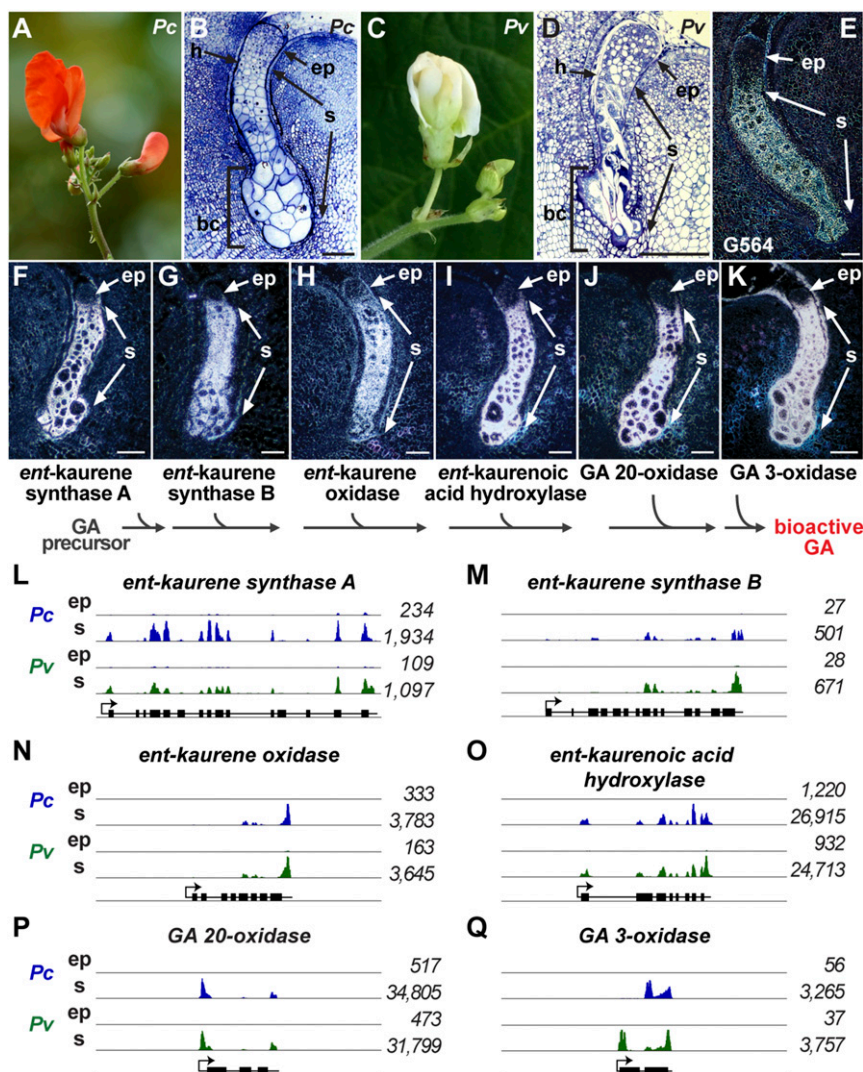 A Pc B Pc C Pv D Pv E
h ep s bc
h ep s bc
ep s G564
F ep s G ep s H ep s I ep s J ep s K ep s
ent-kaurene synthase A
ent-kaurene synthase B
ent-kaurene oxidase
ent-kaurenoic acid hydroxylase
GA 20-oxidase
GA 3-oxidase
GA precursor
bioactive GA
L ent-kaurene synthase A
Pc ep 234
s 1,934
Pv ep 109
s 1,097
M ent-kaurene synthase B
27
501
28
671
N ent-kaurene oxidase
Pc ep 333
s 3,783
Pv ep 163
s 3,645
O ent-kaurenoic acid
hydroxylase
1,220
26,915
932
24,713
P GA 20-oxidase
Pc ep 517
s 34,805
Pv ep 473
s 31,799
Q GA 3-oxidase
56
3,265
37
3,757